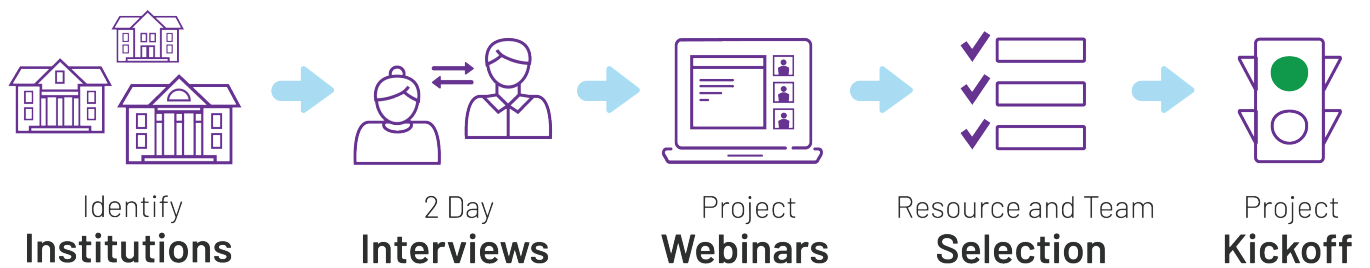 Identify
Institutions
2 Day
Interviews
Project
Webinars
Resource and Team
Selection
Project
Kickoff